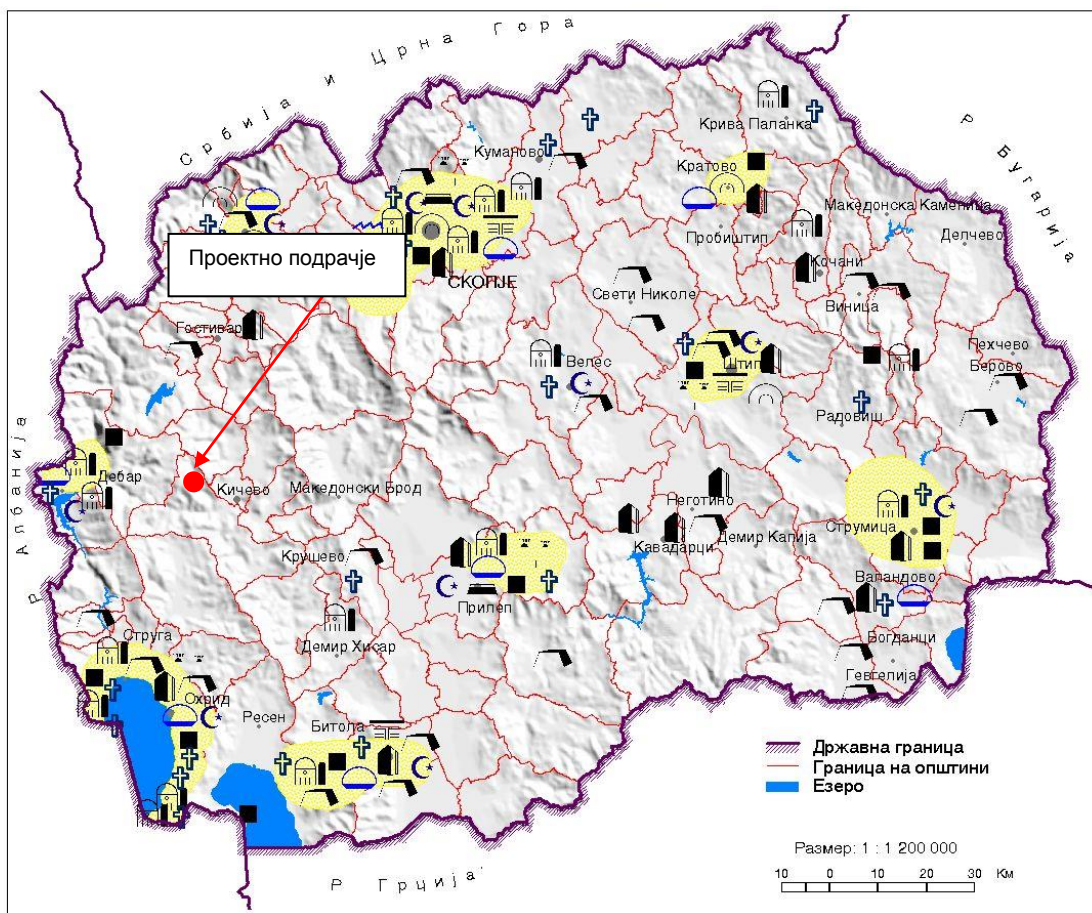 Србија и Црна Гора
Р Бугарија
Крива Паланка
Куманово
Кратово
Македонска Каменица
Пробиштип
Делчево
Проектно подрачје
Кочани
СКОПЈЕ
Свети Николе
Виница
Гостивар
Пехчево
Велес
Штип
Берово
Радовиш
Р Албанија
Дебар
Кичево
Македонски Брод
Неготино
Струмица
Кавадарци
Демир Капија
Крушево
Прилеп
Валандово
Струга
Демир Хисар
Богданци
Гевгелија
Охрид
Ресен
Битола
Државна граница
Граница на општини
Езеро
Размер: 1 : 1 200 000
10 0 10 20 30 Км
Р Грција